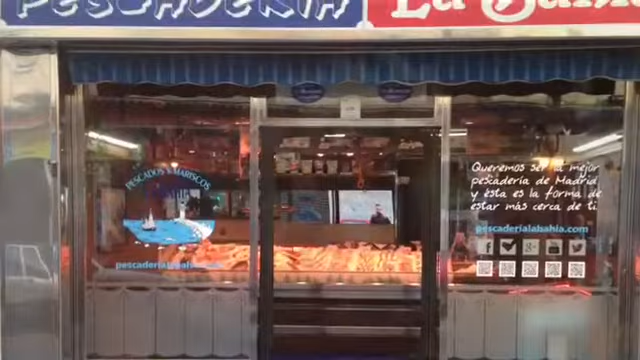 PESCADERIA
La Bahía
PESCADOS Y MARISCOS
pescaderialabahia.com
Queremos ser la mejor
pescadería de Madrid
y ésta es la forma de
estar más cerca de ti.
pescaderialabahia.com